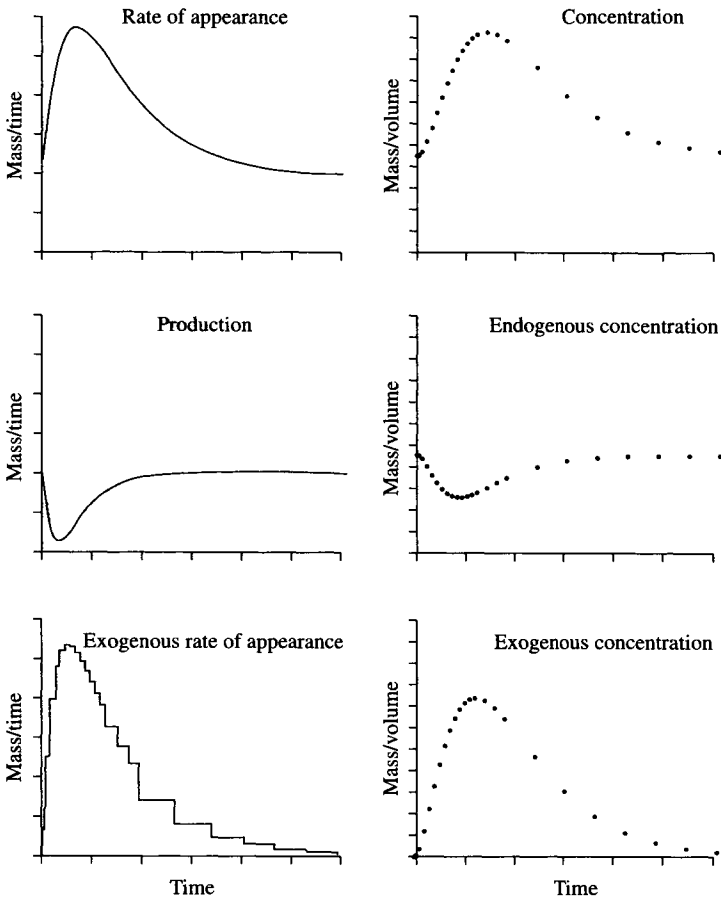 Rate of appearance
Mass/time
Concentration
Mass/volume
Production
Mass/time
Endogenous concentration
Mass/volume
Exogenous rate of appearance
Mass/time
Time
Exogenous concentration
Mass/volume
Time